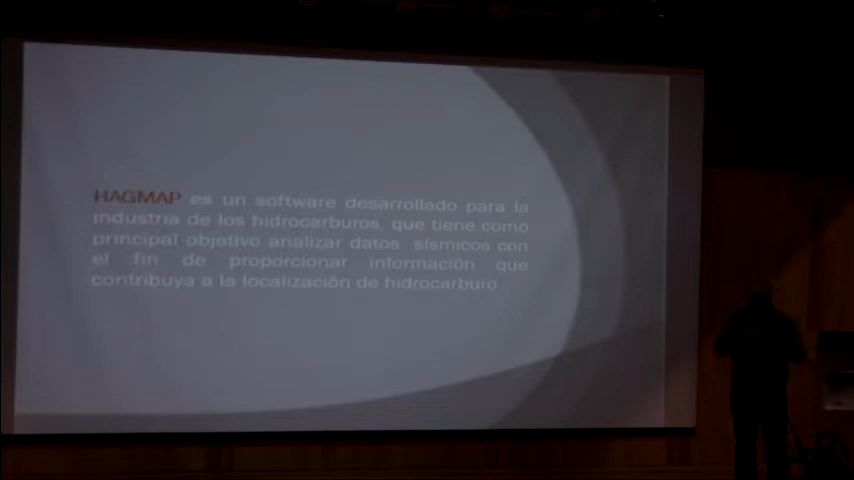 HAGMAP es un software desarrollado para la
industria de los hidrocarburos, que tiene como
principal objetivo analizar datos sísmicos con
el fin de proporcionar información que
contribuya a la localización de hidrocarburo